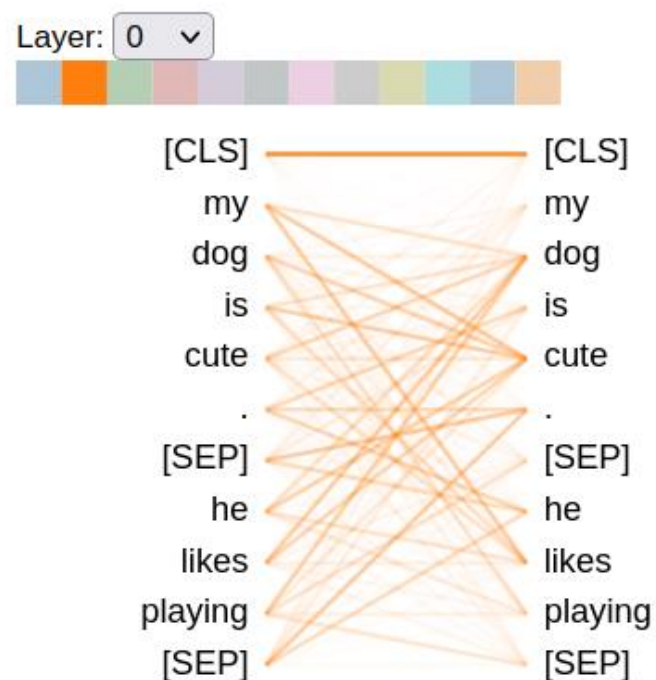 Layer: 0
[CLS] [CLS]
my my
dog dog
is is
cute cute
. .
[SEP] [SEP]
he he
likes likes
playing playing
[SEP] [SEP]